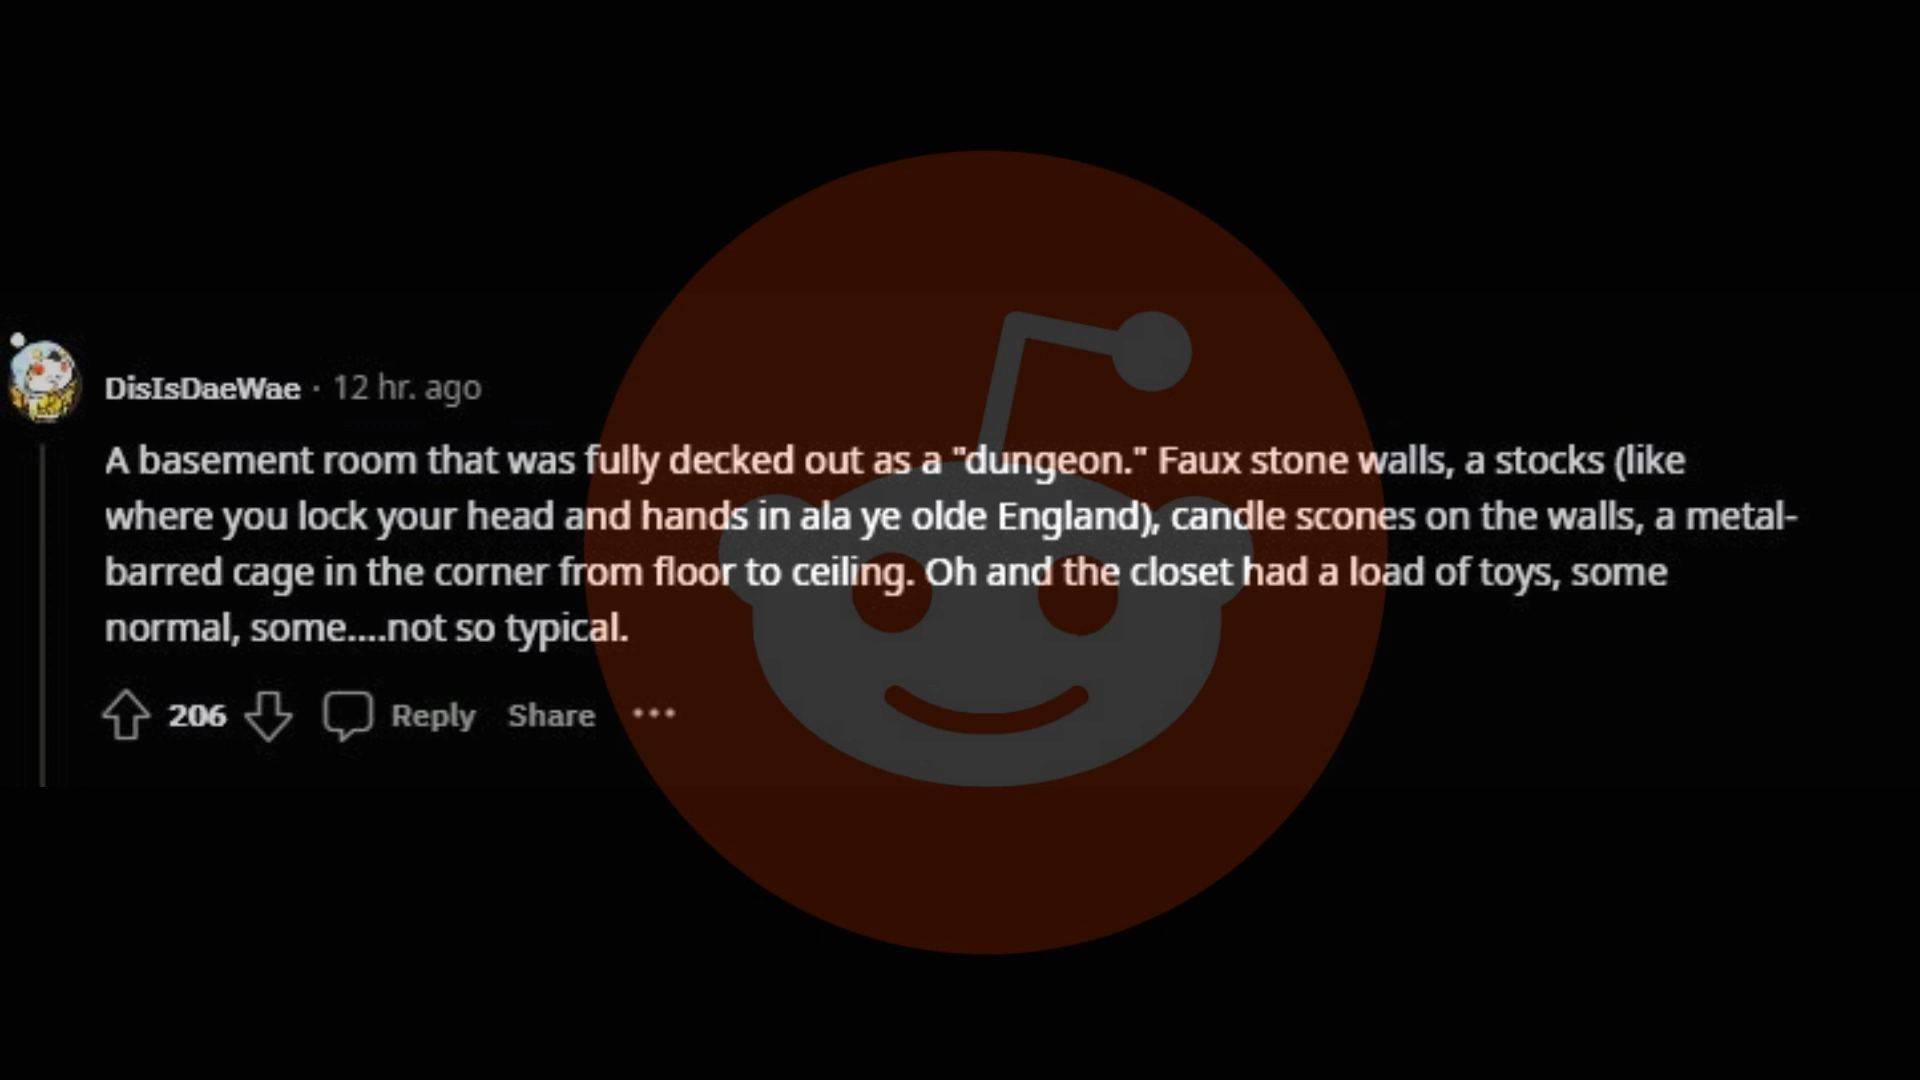 DisIsDaeWae · 12 hr. ago
A basement room that was fully decked out as a "dungeon." Faux stone walls, a stocks (like
where you lock your head and hands in ala ye olde England), candle scones on the walls, a metal-
barred cage in the corner from floor to ceiling. Oh and the closet had a load of toys, some
normal, some....not so typical.
206 Reply Share